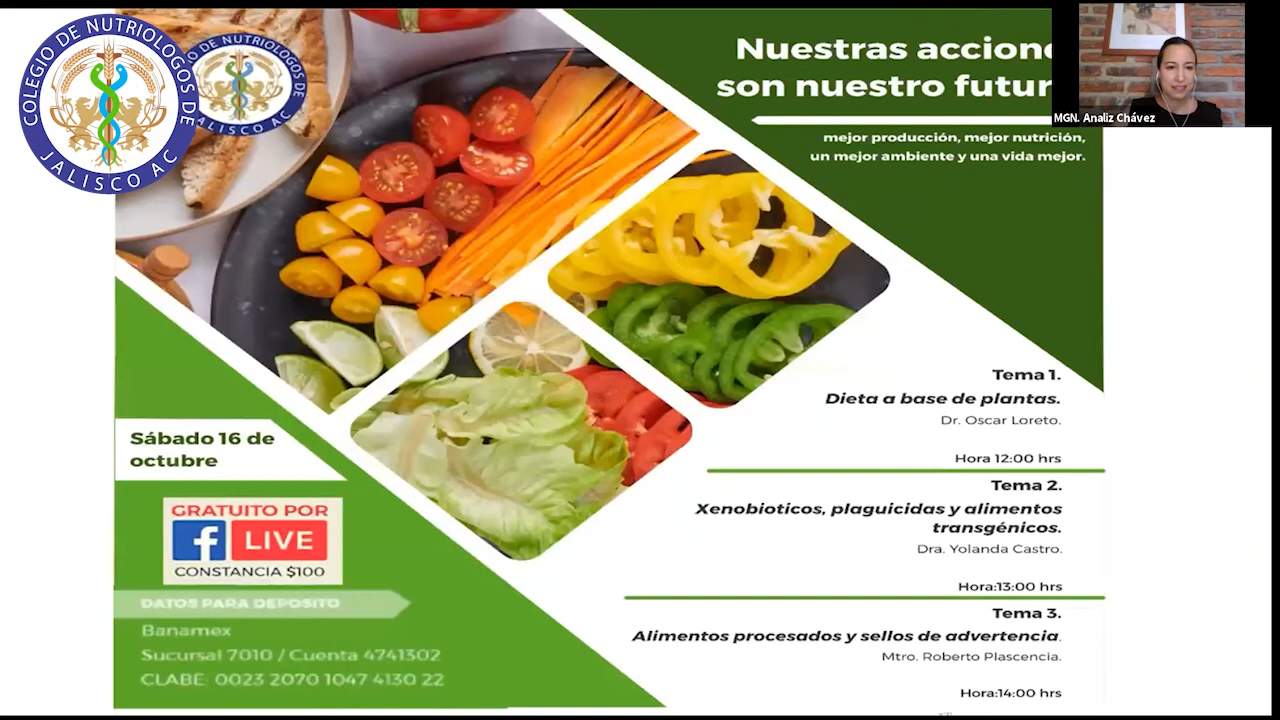 COLEGIO DE NUTRIOLOGOS DE
JALISCO AC
O DE NUTRIOLOGOS DE
JALISCO AC
Nuestras accione
son nuestro futur
mejor producción, mejor nutrición,
un mejor ambiente y una vida mejor.
MGN. Analiz Chávez
Tema 1.
Dieta a base de plantas.
Dr. Oscar Loreto.
Hora 12:00 hrs
Tema 2.
Xenobioticos, plaguicidas y alimentos
transgénicos.
Dra. Yolanda Castro.
Hora:13:00 hrs
Tema 3.
Alimentos procesados y sellos de advertencia.
Mtro. Roberto Plascencia.
Hora:14:00 hrs
Sábado 16 de
octubre
GRATUITO POR
f LIVE
CONSTANCIA $100
DATOS PARA DEPOSITO
Banamex
Sucursal 7010 / Cuenta 4741302
CLABE: 0023 2070 1047 4130 22